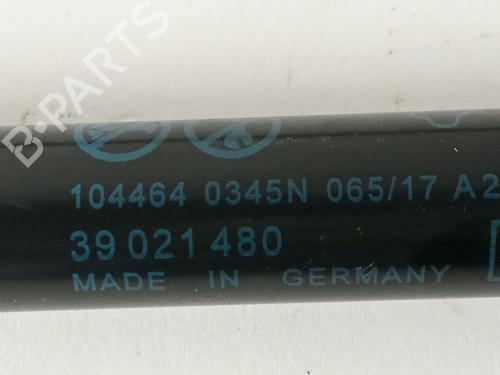 B-PARTS
104464 0345N 065/17 A2
39 021 480
MADE IN GERMANY